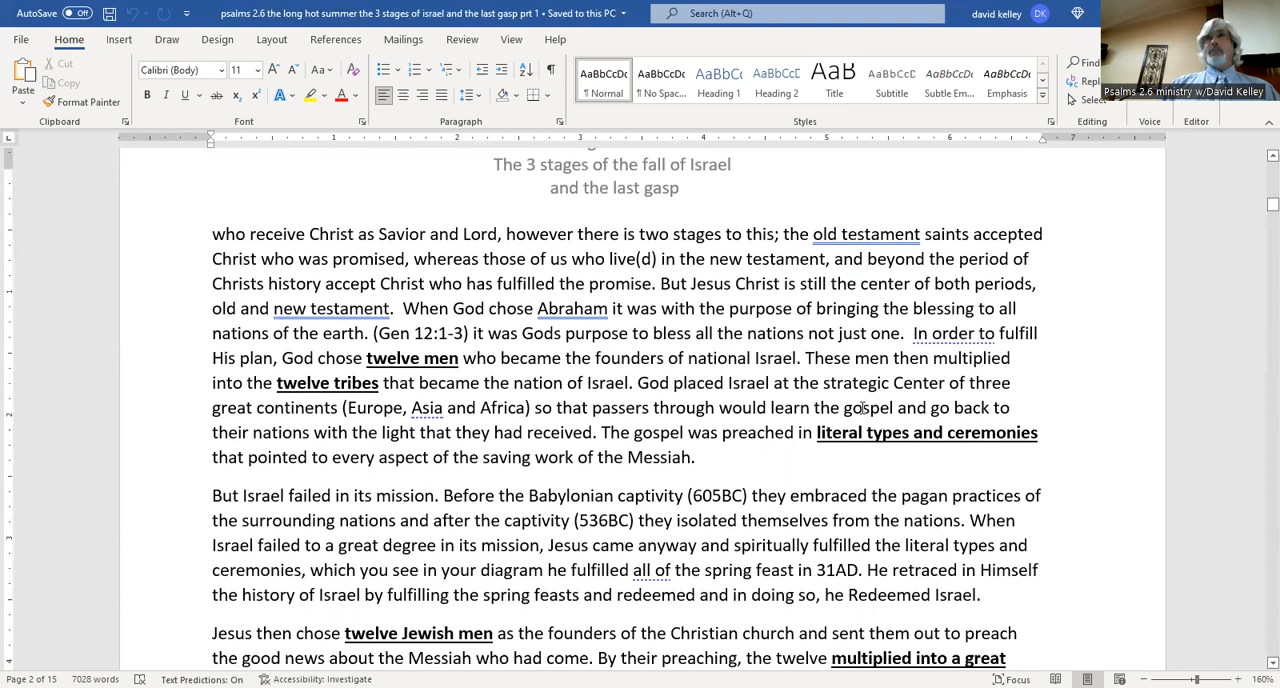 AutoSave Off psalms 2.6 the long hot summer the 3 stages of israel and the last gasp prt 1 • Saved to this PC Search (Alt+Q) david kelley DK
File Home Insert Draw Design Layout References Mailings Review View Help
Psalms 2.6 ministry w/David Kelley
Paste Cut Copy Format Painter
Calibri (Body) 11
AaBbCcDc AaBbCcDc AaBbCc AaBbCcD AaB AaBbCcD AaBbCcDc AaBbCcDc
¶ Normal ¶ No Spac... Heading 1 Heading 2 Title Subtitle Subtle Em... Emphasis
Find Repl Select
Clipboard Font Paragraph Styles Editing Voice Editor
1 2 3 4 5 6 7
The 3 stages of the fall of Israel
and the last gasp
who receive Christ as Savior and Lord, however there is two stages to this; the old testament saints accepted
Christ who was promised, whereas those of us who live(d) in the new testament, and beyond the period of
Christs history accept Christ who has fulfilled the promise. But Jesus Christ is still the center of both periods,
old and new testament. When God chose Abraham it was with the purpose of bringing the blessing to all
nations of the earth. (Gen 12:1-3) it was Gods purpose to bless all the nations not just one. In order to fulfill
His plan, God chose twelve men who became the founders of national Israel. These men then multiplied
into the twelve tribes that became the nation of Israel. God placed Israel at the strategic Center of three
great continents (Europe, Asia and Africa) so that passers through would learn the gospel and go back to
their nations with the light that they had received. The gospel was preached in literal types and ceremonies
that pointed to every aspect of the saving work of the Messiah.
But Israel failed in its mission. Before the Babylonian captivity (605BC) they embraced the pagan practices of
the surrounding nations and after the captivity (536BC) they isolated themselves from the nations. When
Israel failed to a great degree in its mission, Jesus came anyway and spiritually fulfilled the literal types and
ceremonies, which you see in your diagram he fulfilled all of the spring feast in 31AD. He retraced in Himself
the history of Israel by fulfilling the spring feasts and redeemed and in doing so, he Redeemed Israel.
Jesus then chose twelve Jewish men as the founders of the Christian church and sent them out to preach
the good news about the Messiah who had come. By their preaching, the twelve multiplied into a great
Page 2 of 15 7028 words Text Predictions: On Accessibility: Investigate Focus 160%